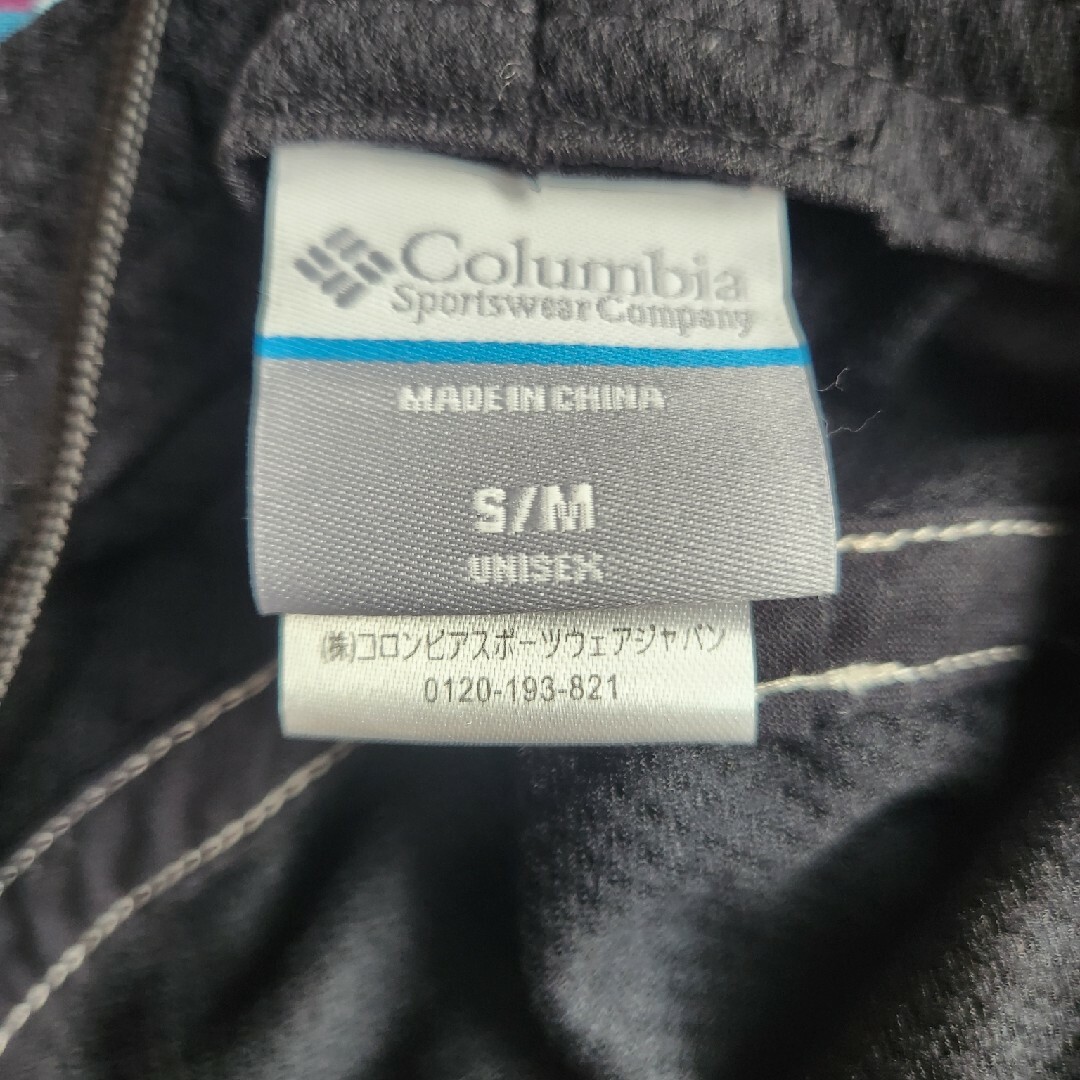 Columbia
Sportswear Company
MADE IN CHINA
S/M
UNISEX
(株)コロンビアスポーツウェアジャパン
0120-193-821